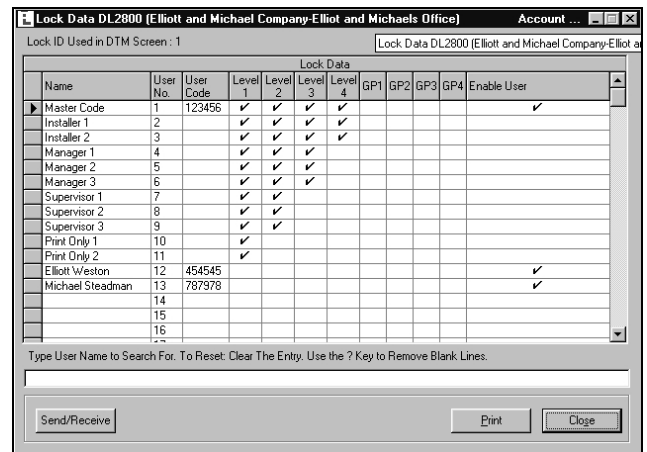 Lock Data DL2800 (Elliott and Michael Company-Elliot and Michaels Office) Account ...
Lock ID Used in DTM Screen : 1
Lock Data DL2800 (Elliott and Michael Company-Elliot a
Lock Data
Name User No. User Code Level 1 Level 2 Level 3 Level 4 GP1 GP2 GP3 GP4 Enable User
Master Code 1 123456 ✓ ✓ ✓ ✓ ✓
Installer 1 2 ✓ ✓ ✓ ✓
Installer 2 3 ✓ ✓ ✓ ✓
Manager 1 4 ✓ ✓ ✓
Manager 2 5 ✓ ✓ ✓
Manager 3 6 ✓ ✓ ✓
Supervisor 1 7 ✓ ✓
Supervisor 2 8 ✓ ✓
Supervisor 3 9 ✓ ✓
Print Only 1 10 ✓
Print Only 2 11 ✓
Elliott Weston 12 454545 ✓
Michael Steadman 13 787978 ✓
14
15
16
Type User Name to Search For. To Reset: Clear The Entry. Use the ? Key to Remove Blank Lines.
Send/Receive
Print
Close